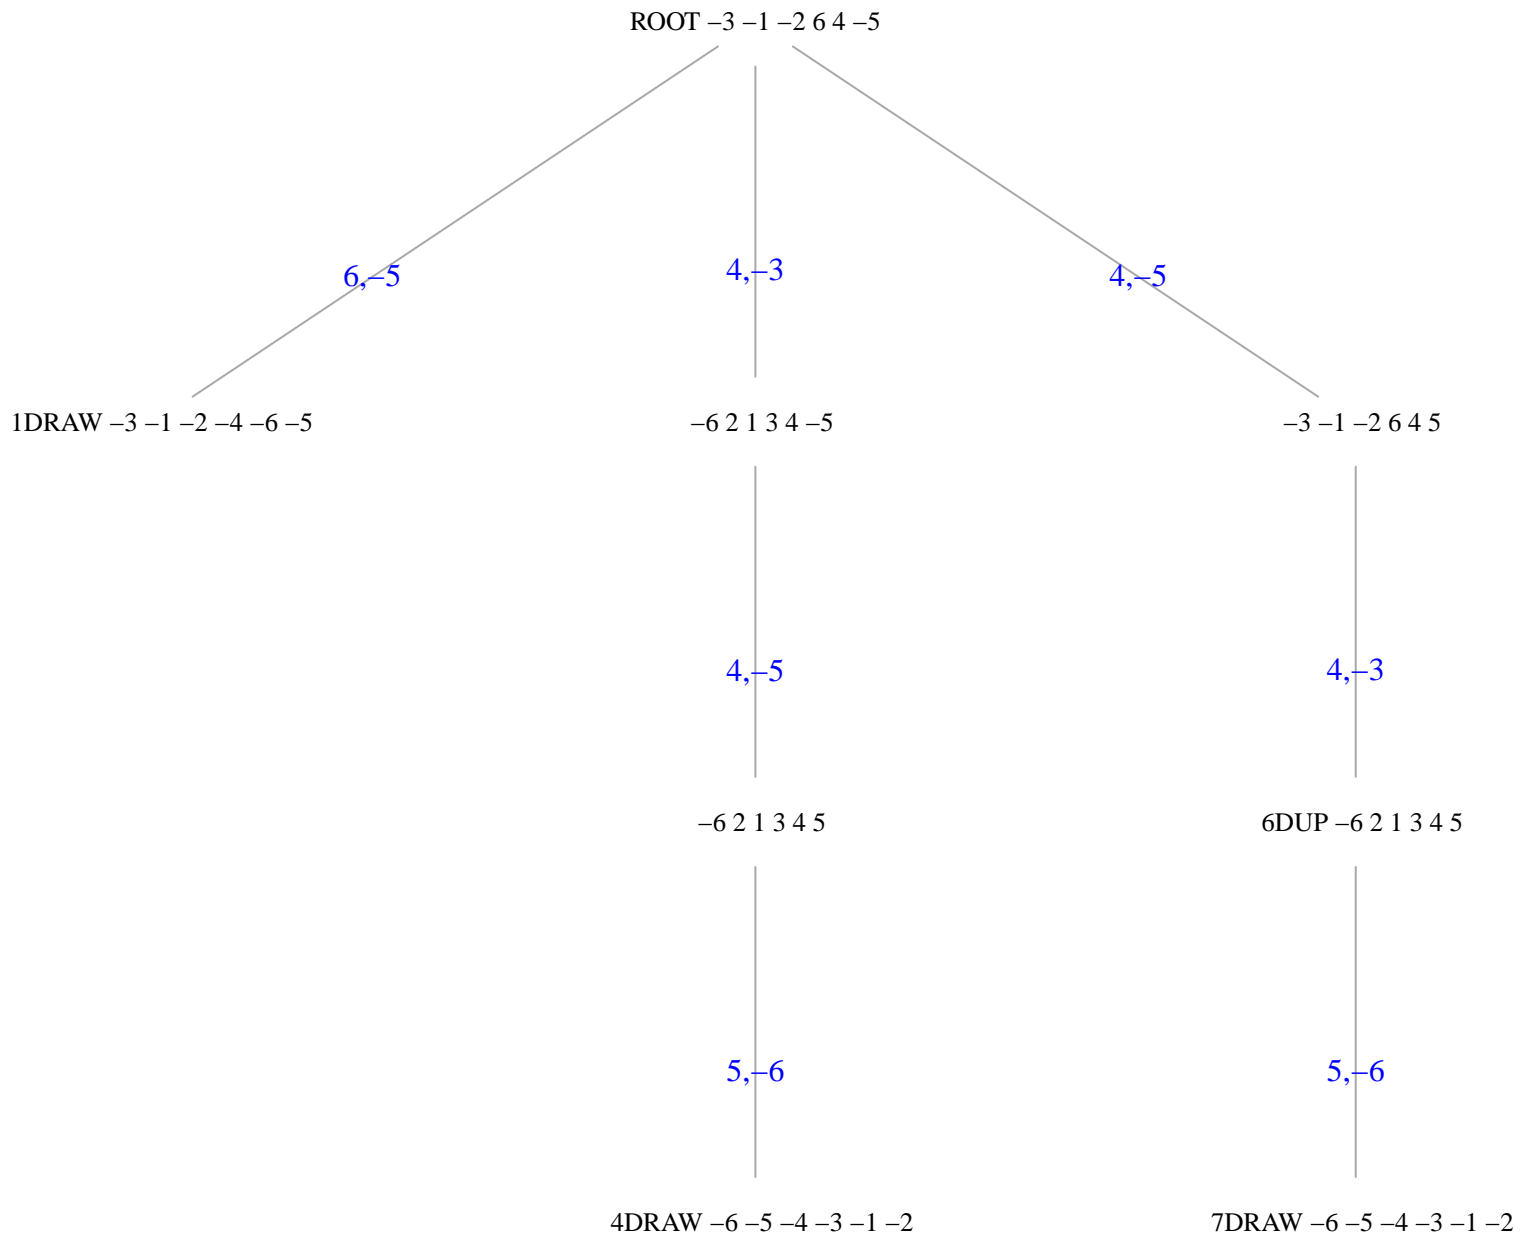 ROOT –3 –1 –2 6 4 –5
6,–5
4,–3
4,–5
1DRAW –3 –1 –2 –4 –6 –5
–6 2 1 3 4 –5
–3 –1 –2 6 4 5
4,–5
4,–3
–6 2 1 3 4 5
6DUP –6 2 1 3 4 5
5,–6
5,–6
4DRAW –6 –5 –4 –3 –1 –2
7DRAW –6 –5 –4 –3 –1 –2